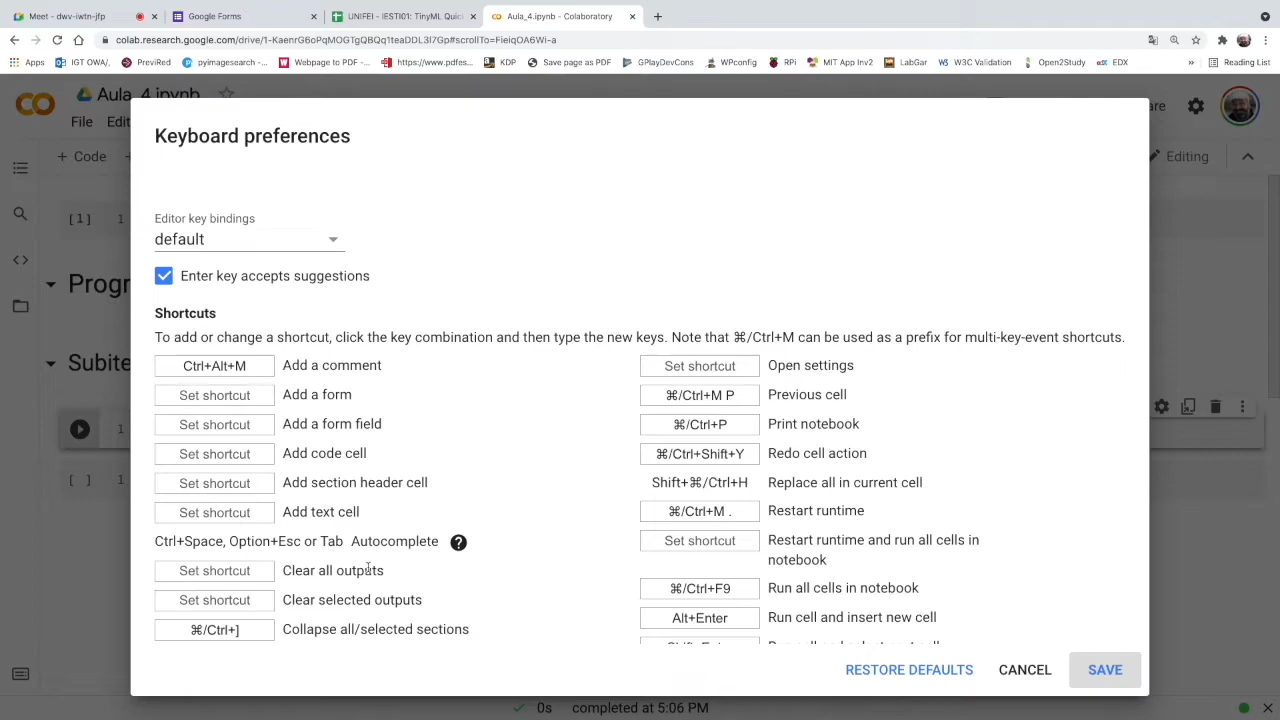 Meet - dwv-iwtn-jfp
Google Forms
UNIFEI - IESTI01: TinyML Quic
Aula_4.ipynb - Colaboratory
colab.research.google.com/drive/1-KaenrG6oPqMOGTgQBQq1teaDDL3I7Gp#scrollTo=FieiqOA6Wi-a
Apps
IGT OWA/,
PreviRed
pyimagesearch -...
Webpage to PDF -...
https://www.pdfes...
KDP
Save page as PDF
GPlayDevCons
WPconfig
RPi
MIT App Inv2
LabGar
W3C Validation
Open2Study
EDX
»
Reading List
Aula_4.ipynb
File Edit
are
+ Code +
Editing
[1] 1
Progr
Subite
1
[ ] 1
Keyboard preferences
Editor key bindings
default
Enter key accepts suggestions
Shortcuts
To add or change a shortcut, click the key combination and then type the new keys. Note that ⌘/Ctrl+M can be used as a prefix for multi-key-event shortcuts.
Ctrl+Alt+M Add a comment
Set shortcut Add a form
Set shortcut Add a form field
Set shortcut Add code cell
Set shortcut Add section header cell
Set shortcut Add text cell
Ctrl+Space, Option+Esc or Tab Autocomplete
Set shortcut Clear all outputs
Set shortcut Clear selected outputs
⌘/Ctrl+] Collapse all/selected sections
Set shortcut Open settings
⌘/Ctrl+M P Previous cell
⌘/Ctrl+P Print notebook
⌘/Ctrl+Shift+Y Redo cell action
Shift+⌘/Ctrl+H Replace all in current cell
⌘/Ctrl+M . Restart runtime
Set shortcut Restart runtime and run all cells in
notebook
⌘/Ctrl+F9 Run all cells in notebook
Alt+Enter Run cell and insert new cell
RESTORE DEFAULTS CANCEL SAVE
0s completed at 5:06 PM